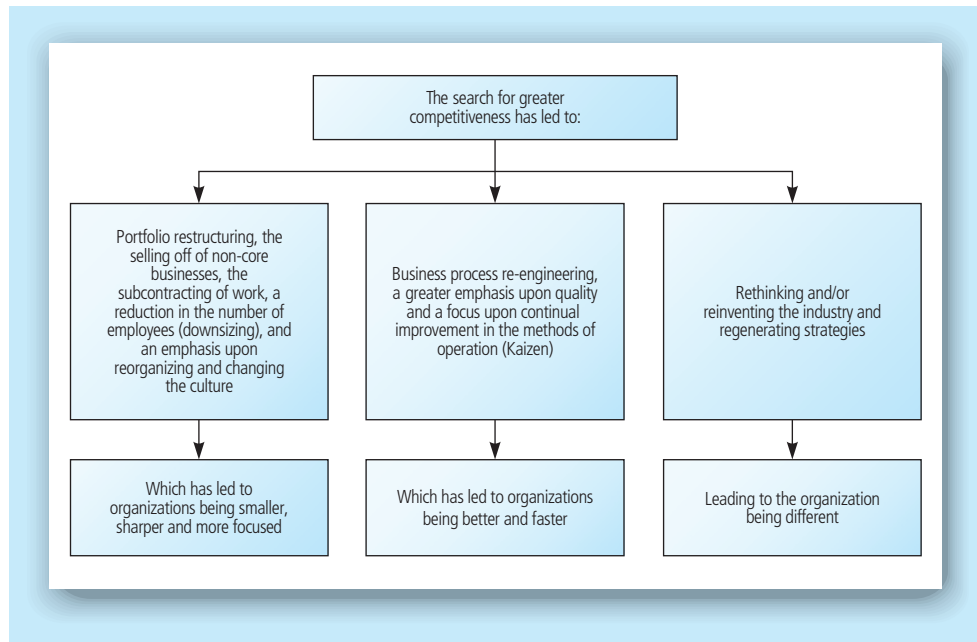 The search for greater
competitiveness has led to:
Portfolio restructuring, the
selling off of non-core
businesses, the
subcontracting of work, a
reduction in the number of
employees (downsizing), and
an emphasis upon
reorganizing and changing
the culture
Business process re-engineering,
a greater emphasis upon quality
and a focus upon continual
improvement in the methods of
operation (Kaizen)
Rethinking and/or
reinventing the industry and
regenerating strategies
Which has led to
organizations being smaller,
sharper and more focused
Which has led to organizations
being better and faster
Leading to the organization
being different